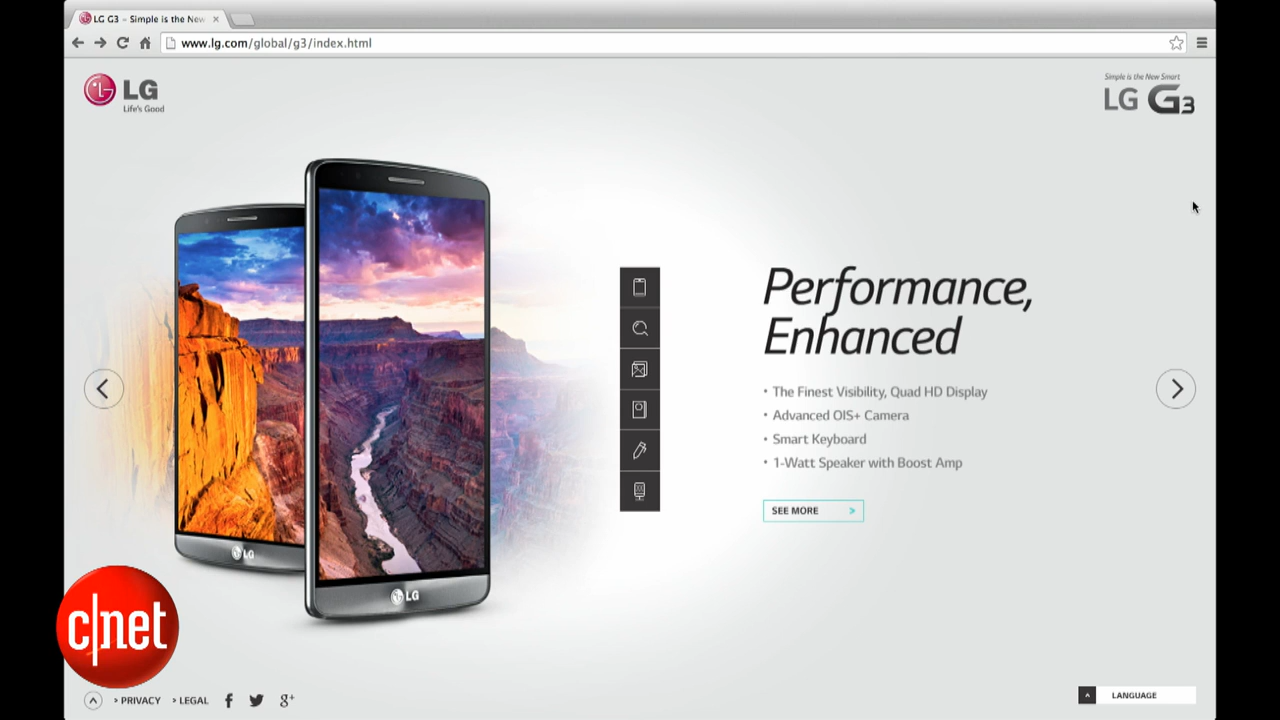 LG G3 – Simple is the New
www.lg.com/global/g3/index.html
LG
Life's Good
Simple is the New Smart
LG G3
Performance,
Enhanced
• The Finest Visibility, Quad HD Display
• Advanced OIS+ Camera
• Smart Keyboard
• 1-Watt Speaker with Boost Amp
SEE MORE >
LG
LG
c|net
> PRIVACY > LEGAL f g+
LANGUAGE